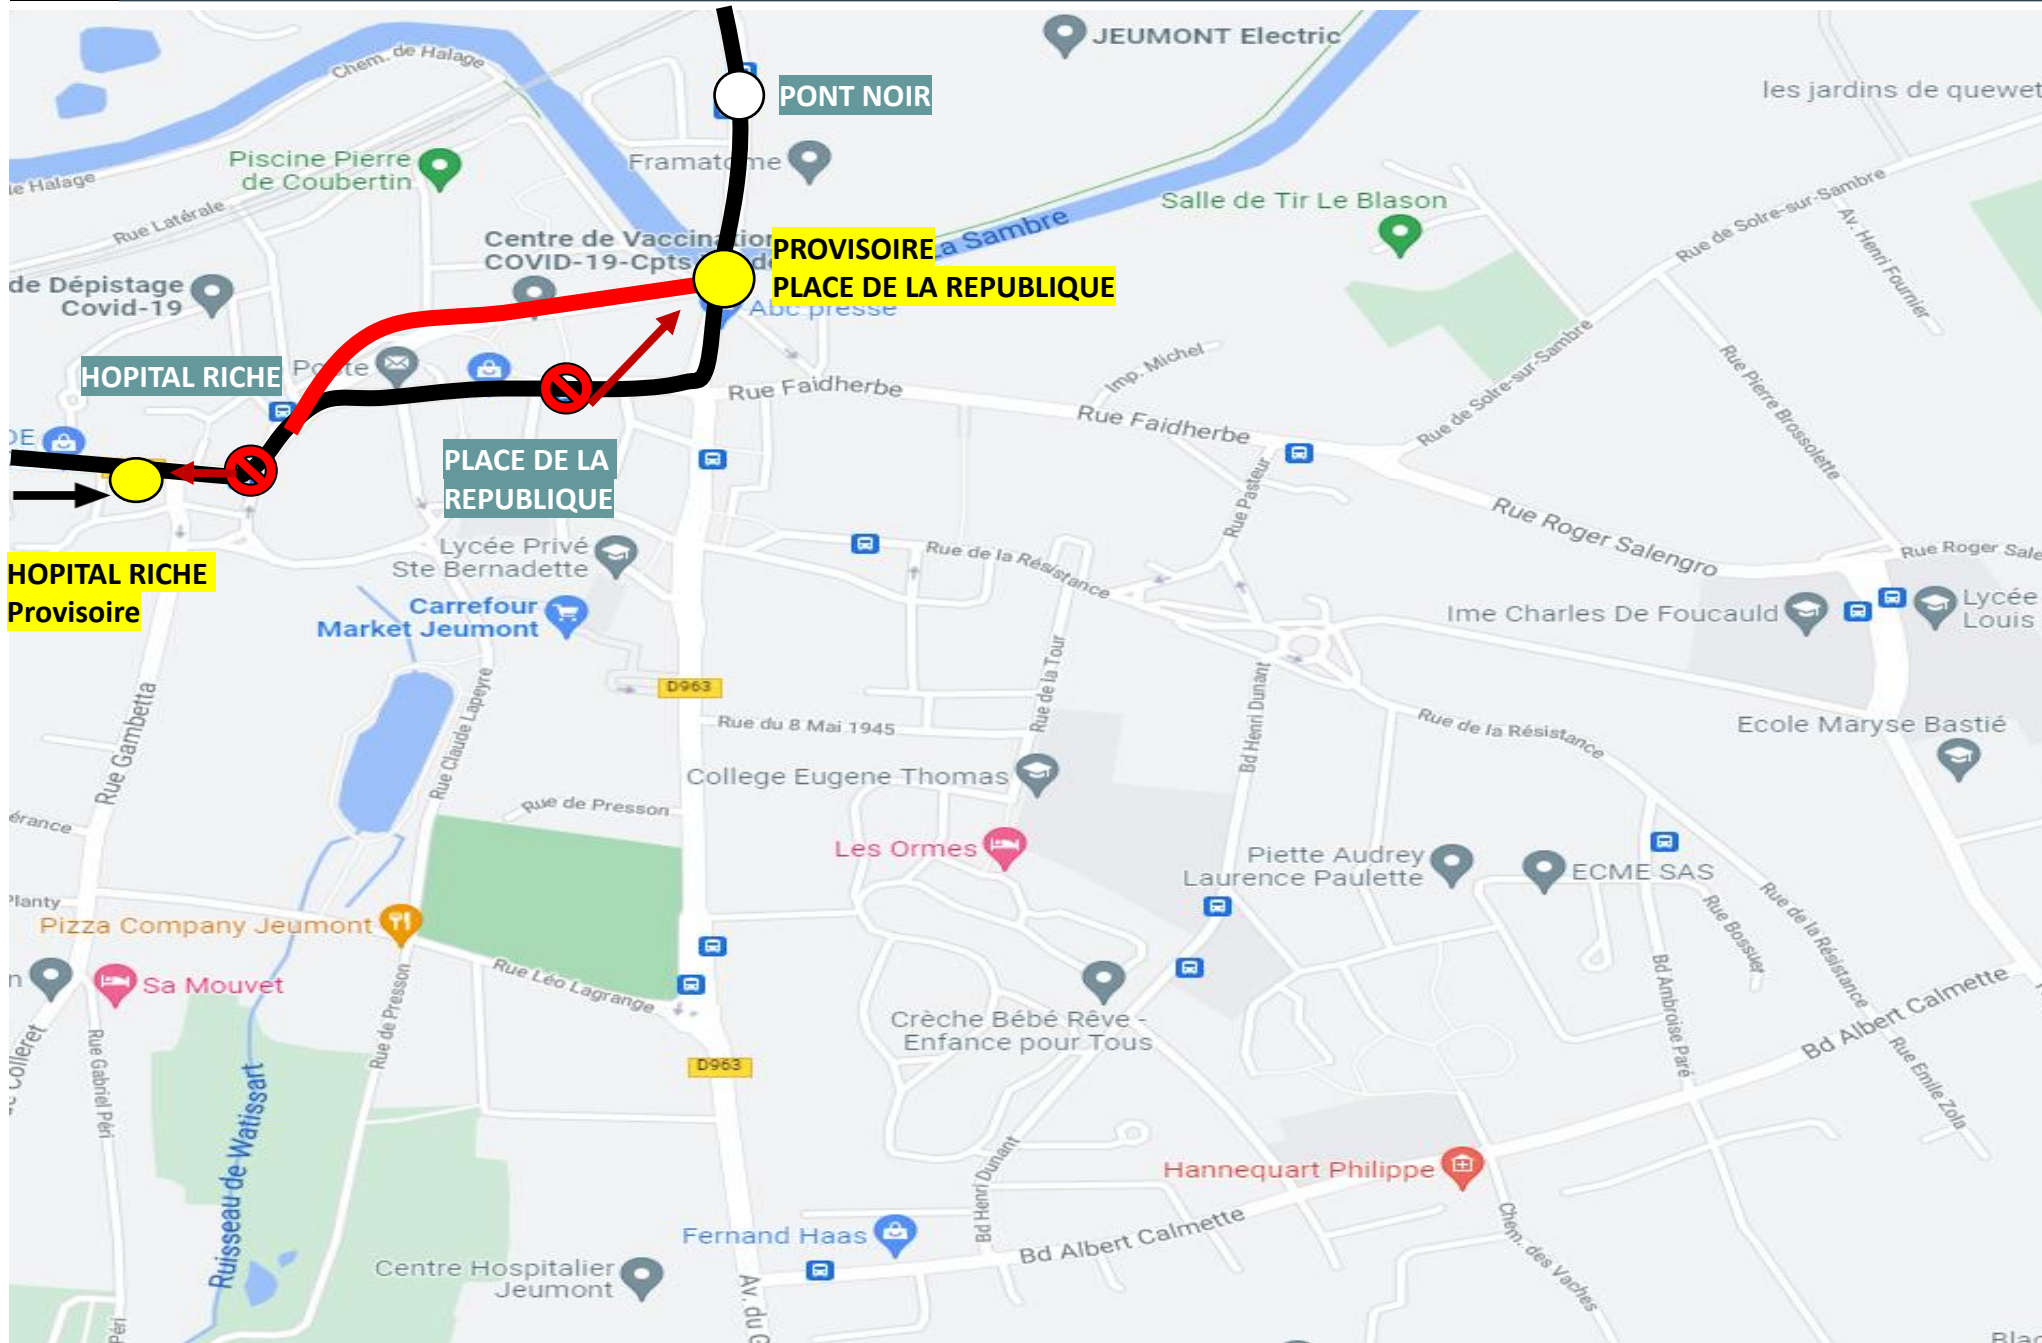 JEUMONT Electric
Chem. de Halage
PONT NOIR
les jardins de quewet
Framatome
Piscine Pierre
de Coubertin
le Halage
Rue de Solre-sur-Sambre
Salle de Tir Le Blason
Rue Latérale
Av. Henri Fournier
Centre de Vaccination
COVID-19-Cpts
La Sambre
PROVISOIRE
PLACE DE LA REPUBLIQUE
de Dépistage
Covid-19
Abc presse
Imp. Michel
Rue de Solre-sur-Sambre
Rue Pierre Brossolette
HOPITAL RICHE
Poste
Rue Faidherbe
Rue Faidherbe
DE
PLACE DE LA
REPUBLIQUE
Rue Pasteur
Rue Roger Salengro
Rue Roger Sale
Lycée Privé
Ste Bernadette
Rue de la Résistance
HOPITAL RICHE
Provisoire
Carrefour
Market Jeumont
Ime Charles De Foucauld
Lycée
Louis
D963
Rue de la Tour
Bd Henri Dunant
Rue Gambetta
Rue Claude Lapeyre
Rue du 8 Mai 1945
Rue de la Résistance
Ecole Maryse Bastié
College Eugene Thomas
Rue de Presson
érance
Les Ormes
Piette Audrey
Laurence Paulette
ECME SAS
Planty
Pizza Company Jeumont
Rue Bossuet
Rue de la Résistance
n
Sa Mouvet
Rue Léo Lagrange
Rue de Presson
Bd Ambroise Paré
Bd Albert Calmette
Crèche Bébé Rêve -
Enfance pour Tous
Colleret
Rue Gabriel Péri
D963
Rue Emile Zola
Ruisseau de Watissart
Bd Henri Dunant
Hannequart Philippe
Fernand Haas
Bd Albert Calmette
Chem. des Vaches
Centre Hospitalier
Jeumont
Av. du G
Péri
Blac